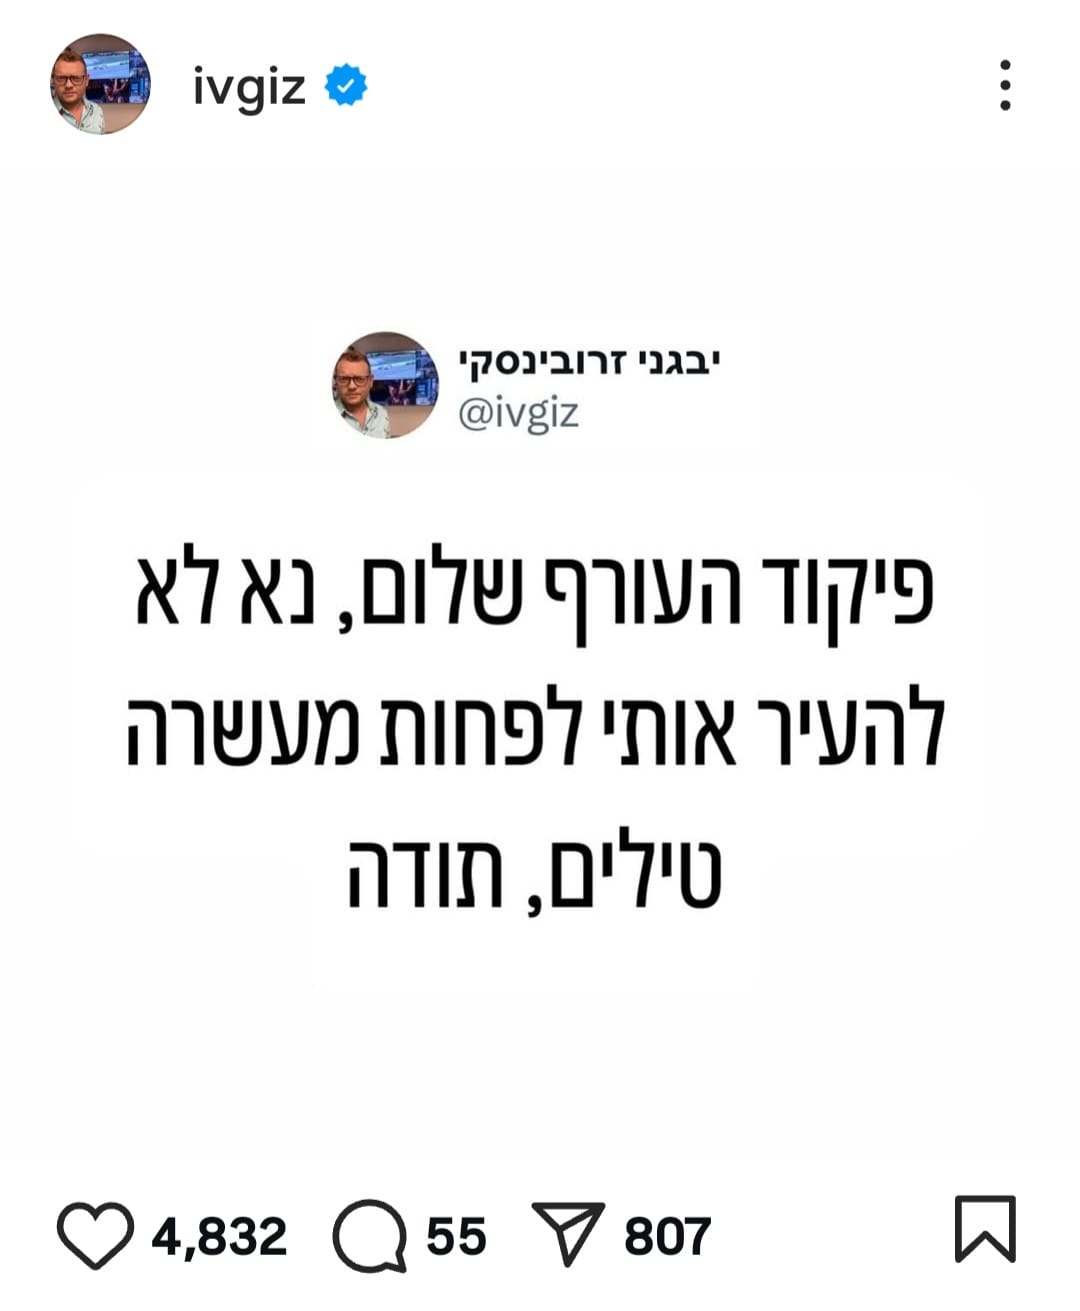 ivgiz
יבגני זרובינסקי
@ivgiz
פיקוד העורף שלום, נא לא
להעיר אותי לפחות מעשרה
טילים, תודה
4,832 55 807